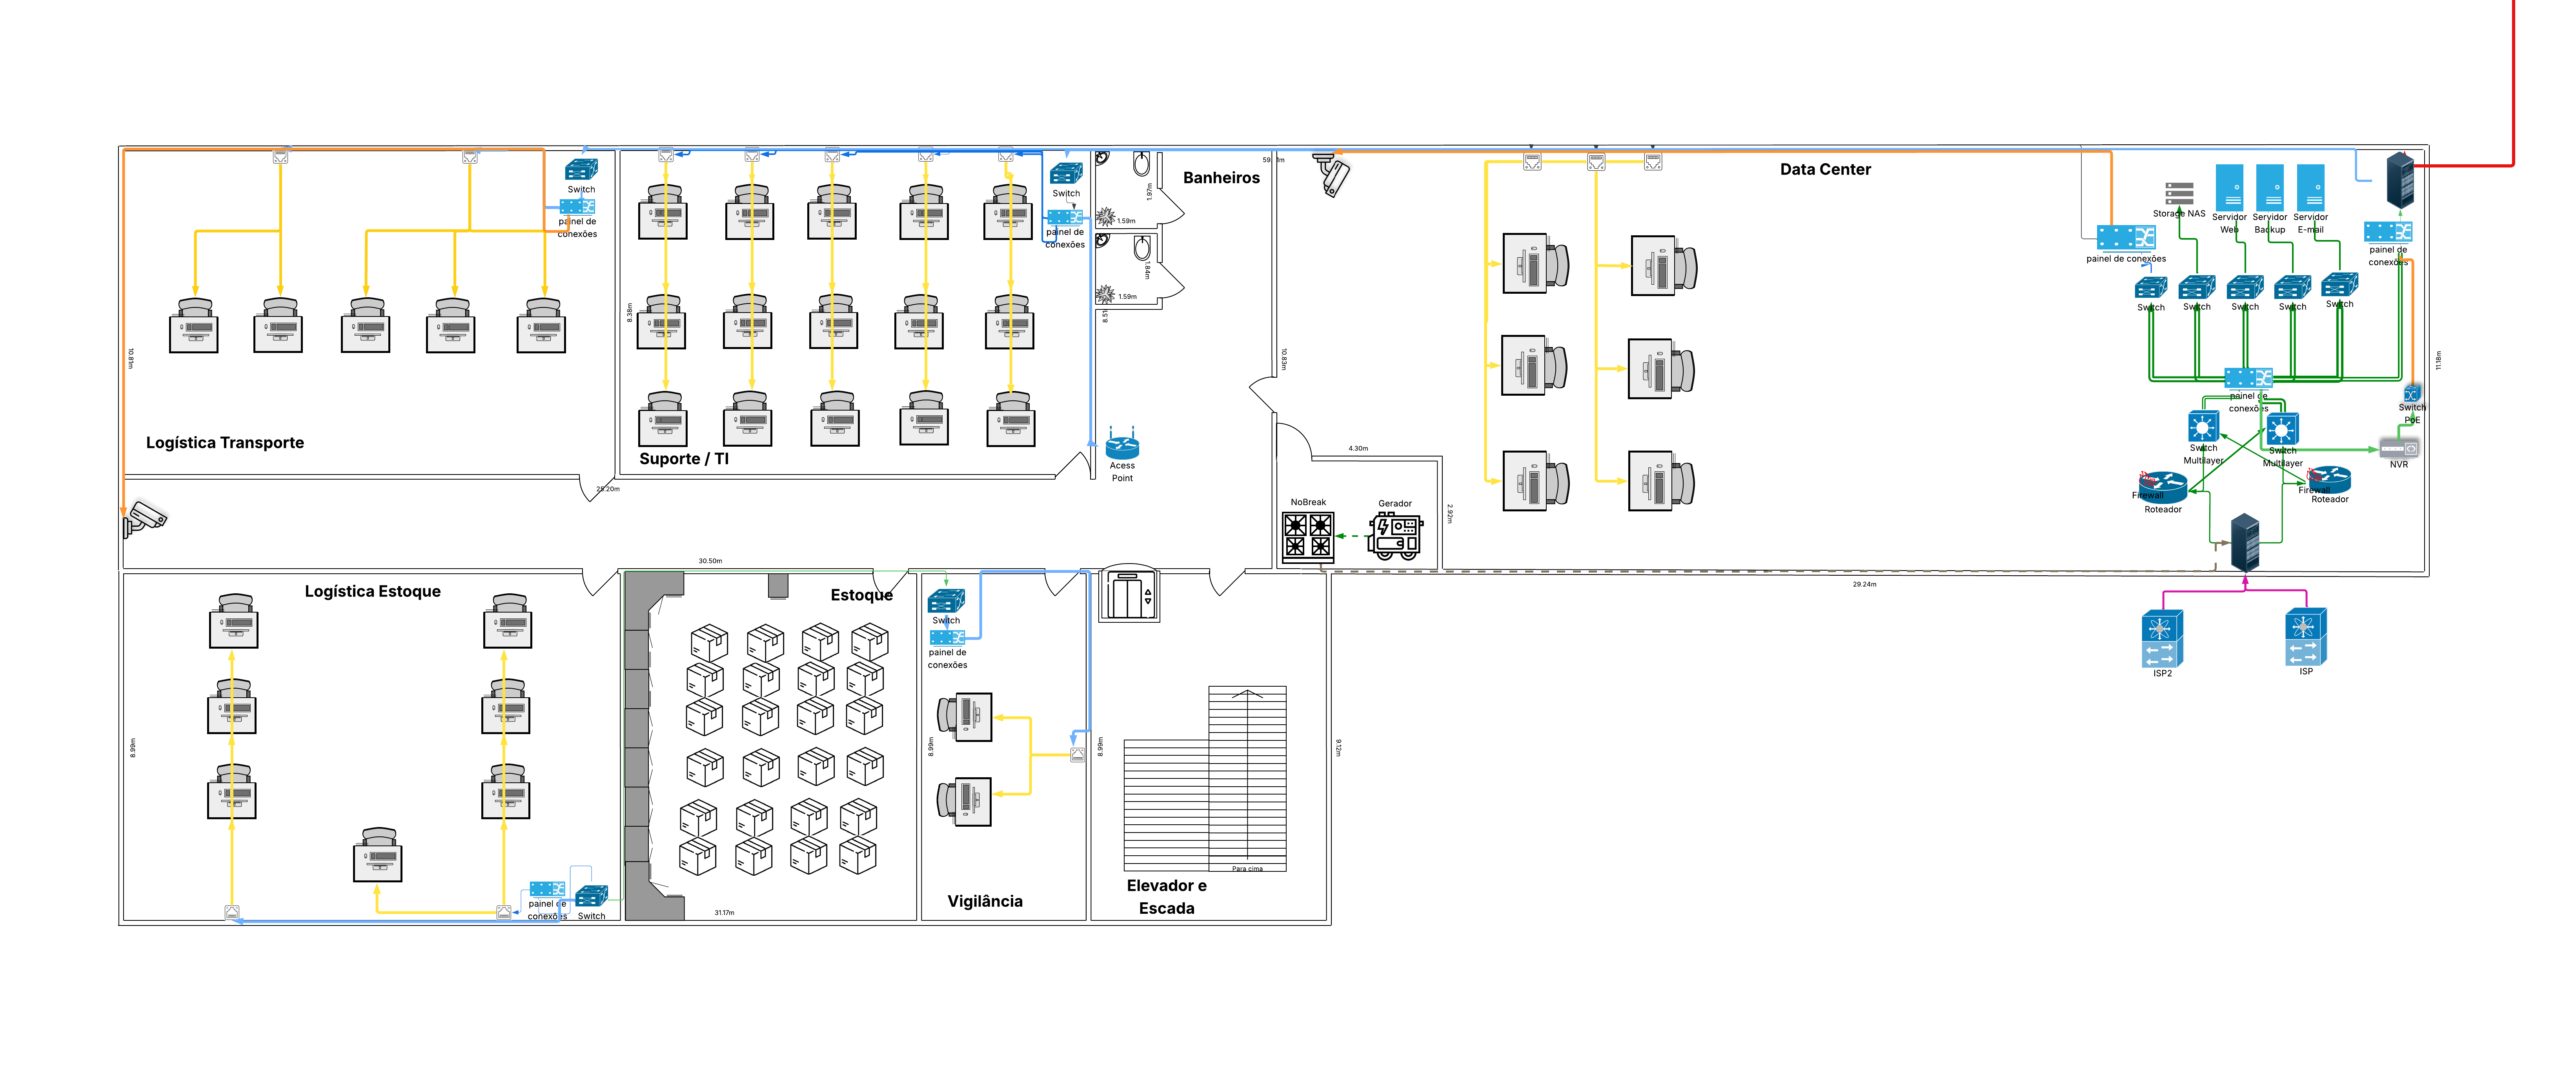 Banheiros
Data Center
Switch
painel de
conexões
Switch
painel de
conexões
1.97m
1.59m
1.84m
1.59m
8.51
8.38m
10.81m
10.83m
11.18m
Storage NAS
Servidor
Web
Servidor
Backup
Servidor
E-mail
painel de
conexões
painel de conexões
Switch
Switch
Switch
Switch
Switch
painel de
conexões
Switch
PoE
NVR
Switch
Multilayer
Switch
Multilayer
Firewall
Roteador
Firewall
Roteador
Logística Transporte
Suporte / TI
Acess
Point
25.20m
4.30m
2.92m
NoBreak
Gerador
30.50m
29.24m
ISP2
ISP
Logística Estoque
Estoque
Switch
painel de
conexões
8.99m
8.99m
8.99m
9.12m
painel de
conexões
Switch
31.17m
Vigilância
Para cima
Elevador e
Escada